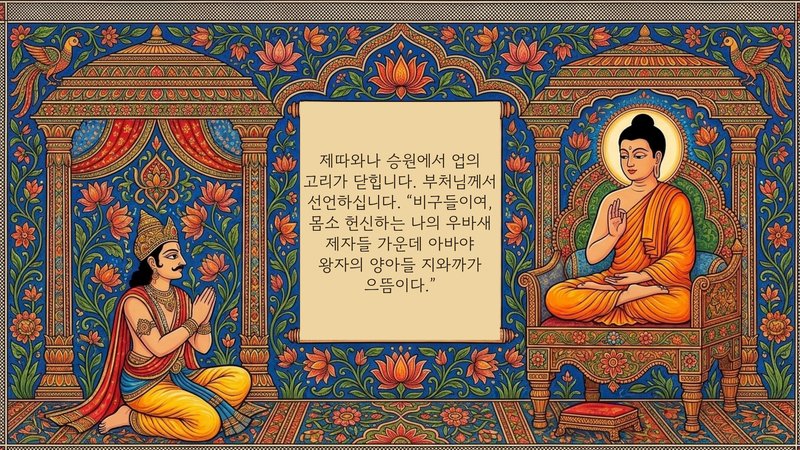 제따와나 승원에서 업의
고리가 닫힙니다. 부처님께서
선언하십니다. “비구들이여,
몸소 헌신하는 나의 우바새
제자들 가운데 아바야
왕자의 양아들 지와까가
으뜸이다.”